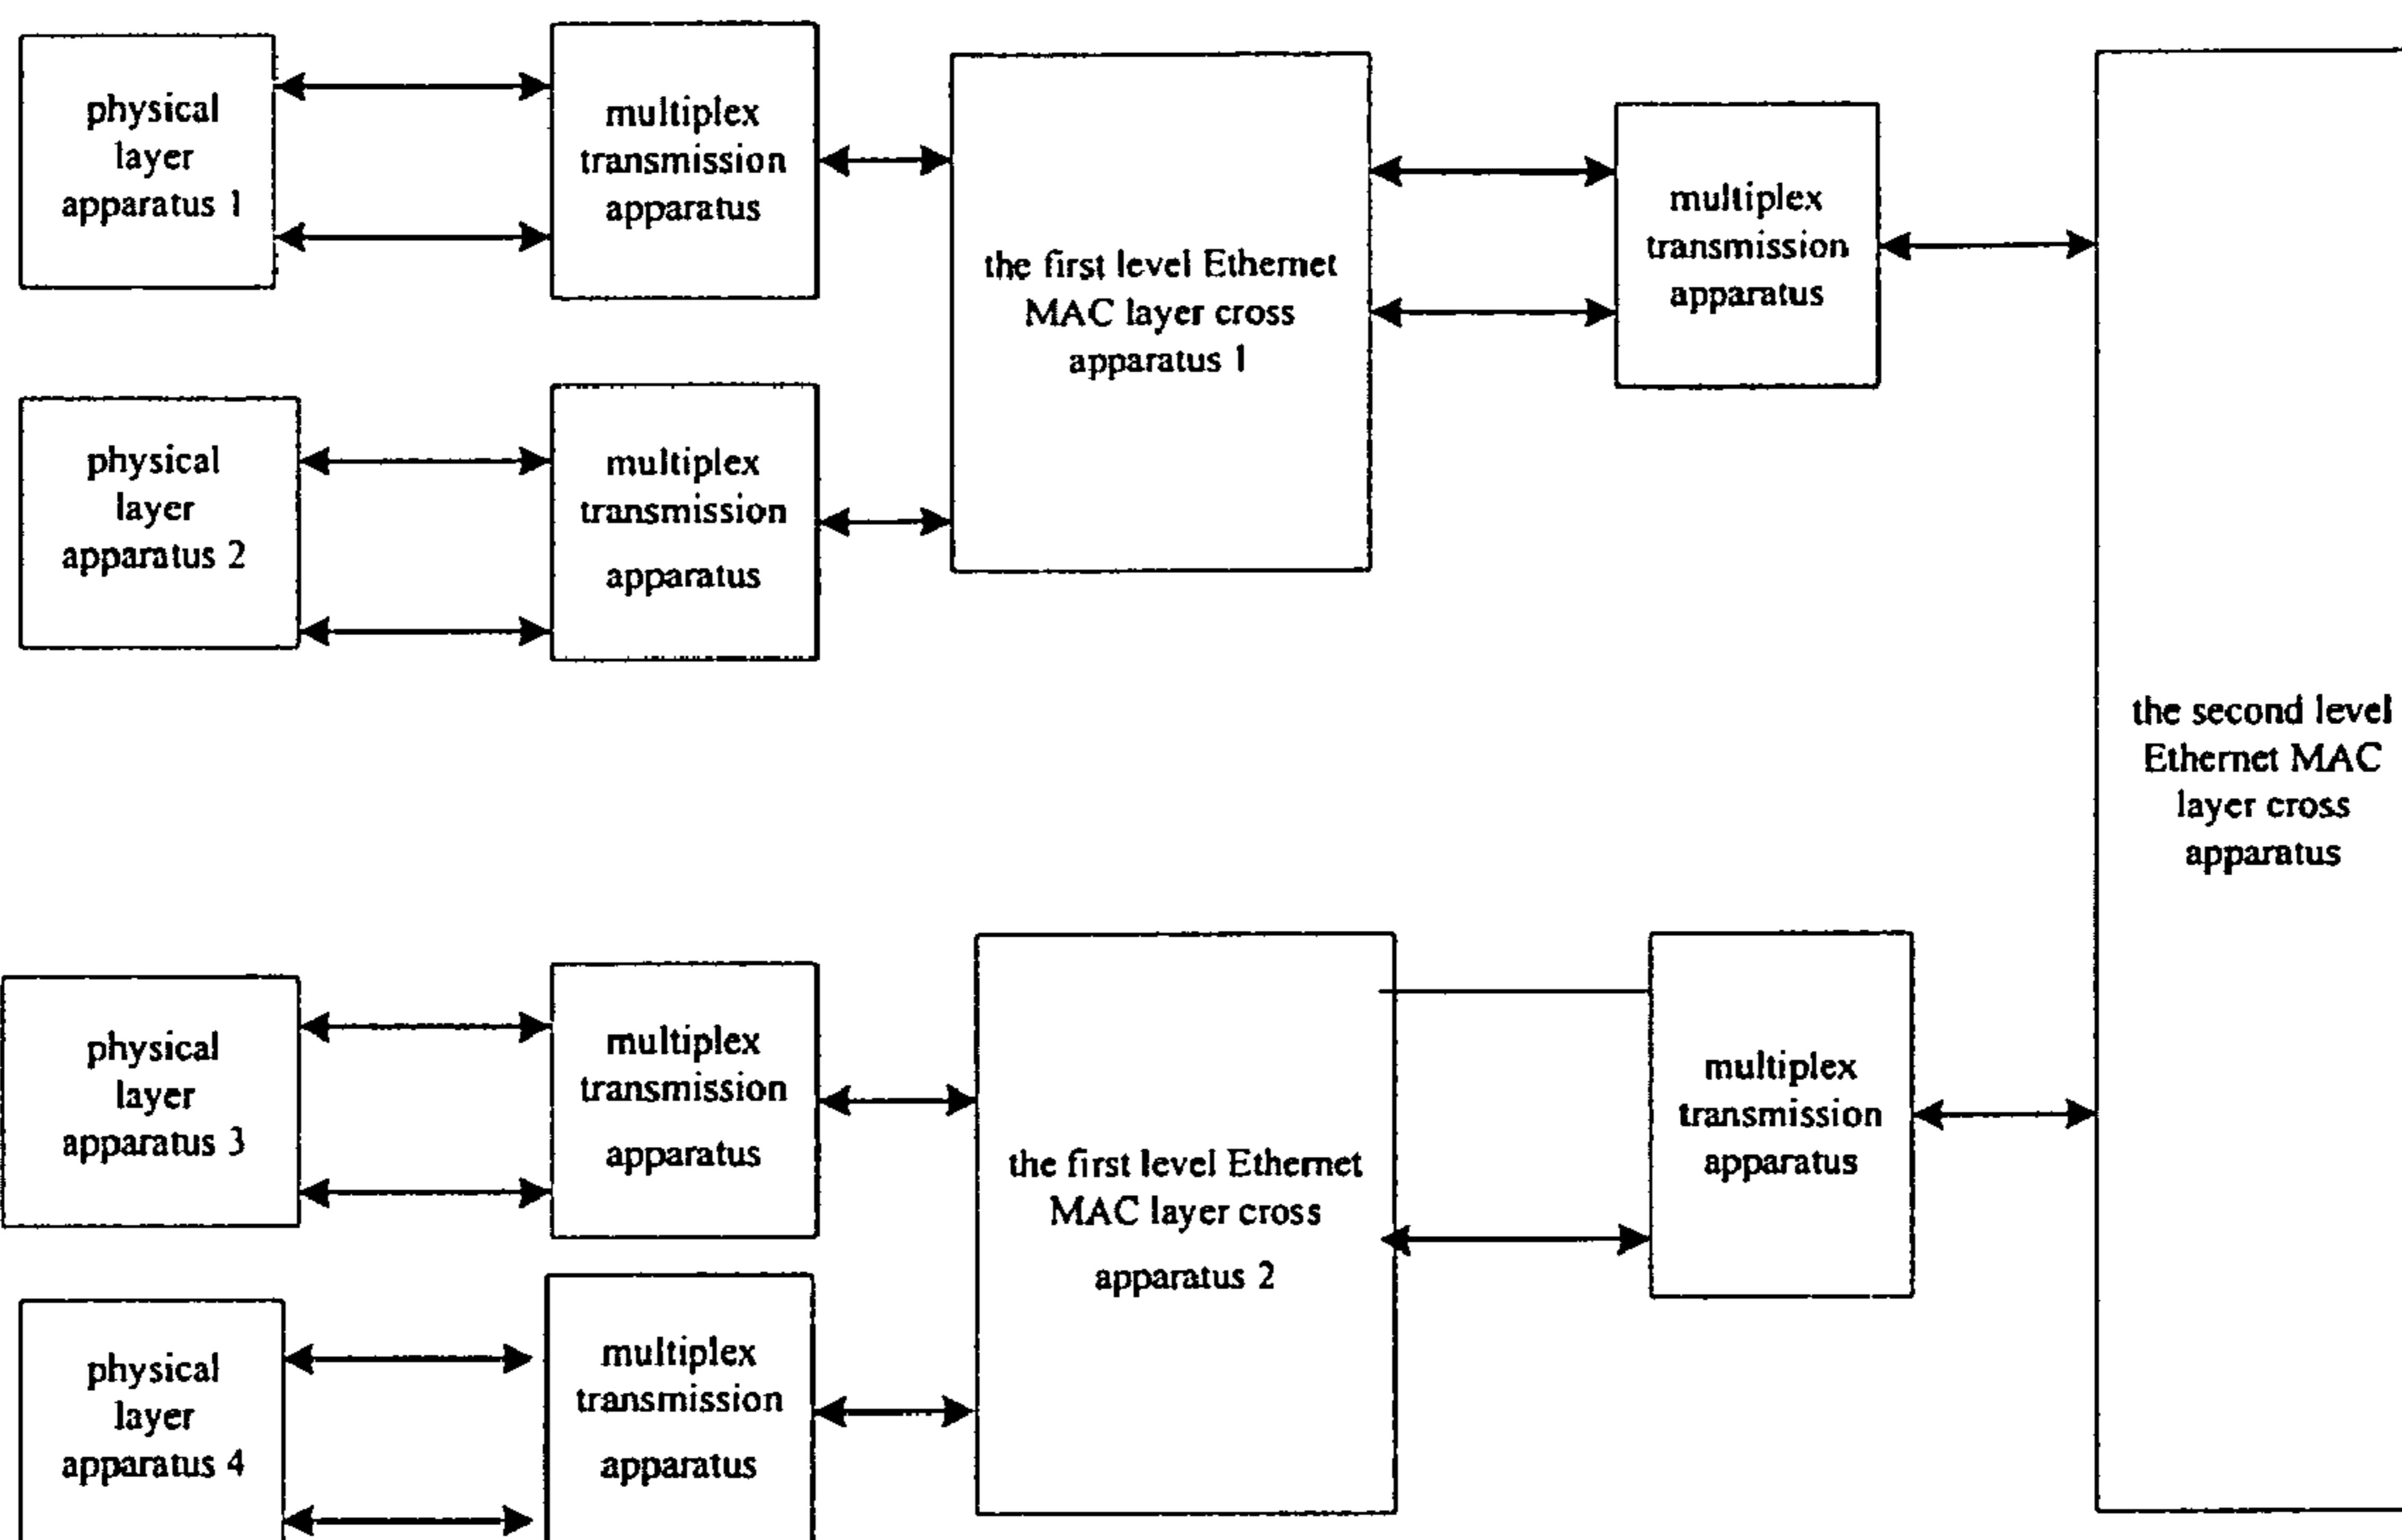 physical
layer
apparatus 1
multiplex
transmission
apparatus
the first level Ethernet
MAC layer cross
apparatus 1
multiplex
transmission
apparatus
physical
layer
apparatus 2
multiplex
transmission
apparatus
the second level
Ethernet MAC
layer cross
apparatus
physical
layer
apparatus 3
multiplex
transmission
apparatus
the first level Ethernet
MAC layer cross
apparatus 2
multiplex
transmission
apparatus
physical
layer
apparatus 4
multiplex
transmission
apparatus